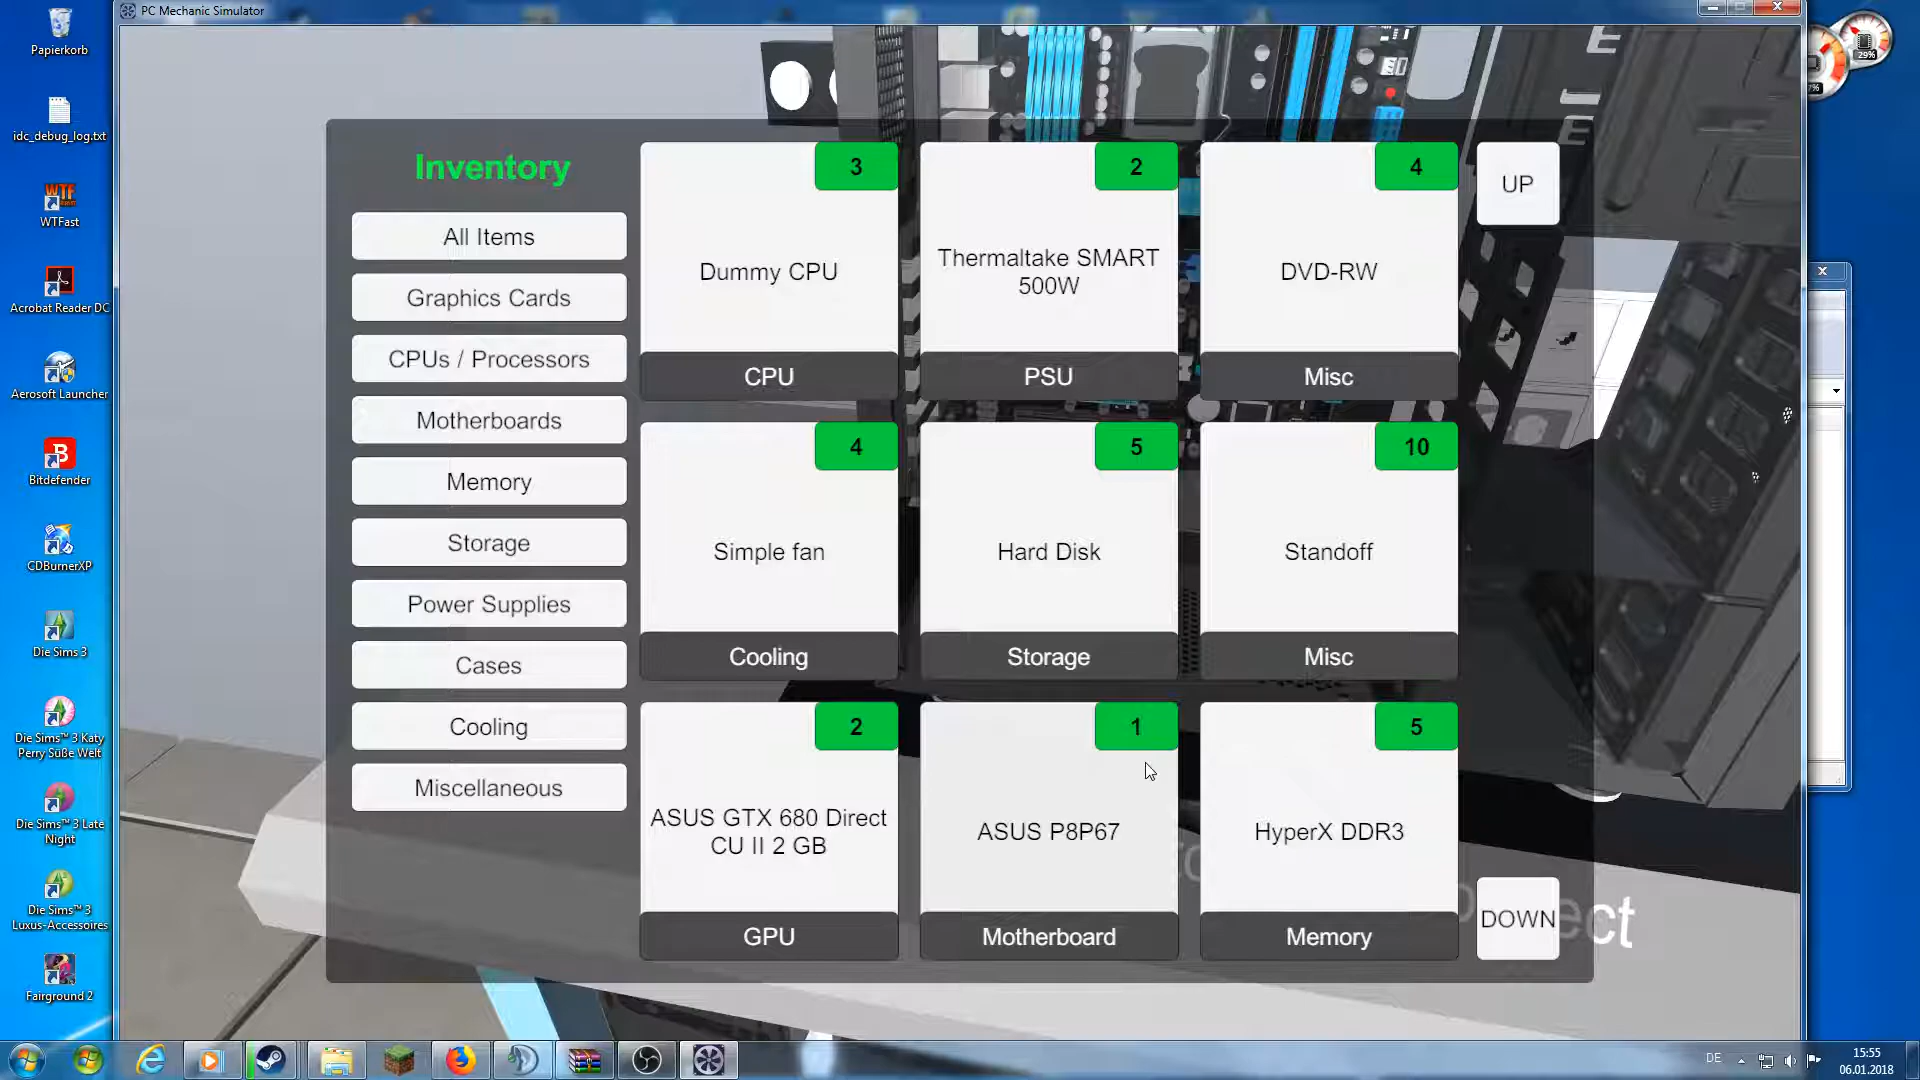 PC Mechanic Simulator
Papierkorb
idc_debug_log.txt
WTFast
Acrobat Reader DC
Aerosoft Launcher
Bitdefender
CDBurnerXP
Die Sims 3
Die Sims™ 3 Katy
Perry Süße Welt
Die Sims™ 3 Late
Night
Die Sims™ 3
Luxus-Accessoires
Fairground 2
Inventory
All Items
Graphics Cards
CPUs / Processors
Motherboards
Memory
Storage
Power Supplies
Cases
Cooling
Miscellaneous
3
Dummy CPU
CPU
2
Thermaltake SMART
500W
PSU
4
DVD-RW
Misc
4
Simple fan
Cooling
5
Hard Disk
Storage
10
Standoff
Misc
2
ASUS GTX 680 Direct
CU II 2 GB
GPU
1
ASUS P8P67
Motherboard
5
HyperX DDR3
Memory
UP
DOWN
ect
29%
DE
15:55
06.01.2018